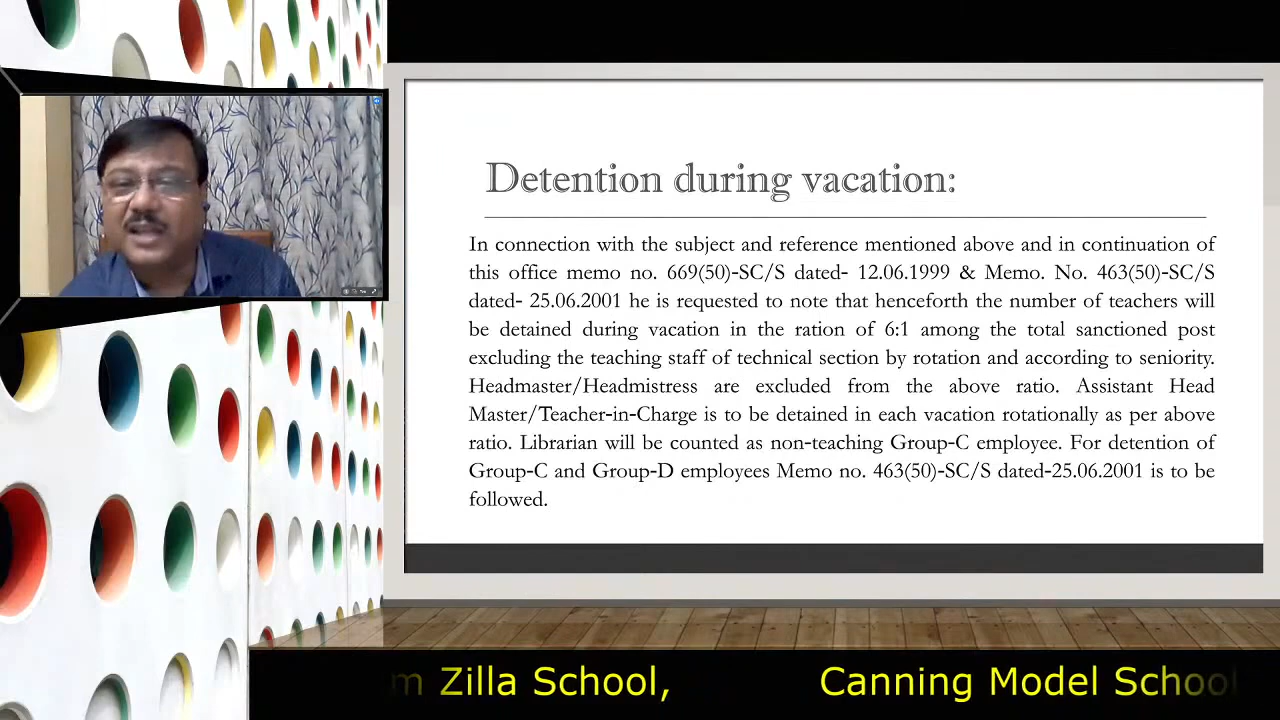 Detention during vacation:
In connection with the subject and reference mentioned above and in continuation of
this office memo no. 669(50)-SC/S dated- 12.06.1999 & Memo. No. 463(50)-SC/S
dated- 25.06.2001 he is requested to note that henceforth the number of teachers will
be detained during vacation in the ration of 6:1 among the total sanctioned post
excluding the teaching staff of technical section by rotation and according to seniority.
Headmaster/Headmistress are excluded from the above ratio. Assistant Head
Master/Teacher-in-Charge is to be detained in each vacation rotationally as per above
ratio. Librarian will be counted as non-teaching Group-C employee. For detention of
Group-C and Group-D employees Memo no. 463(50)-SC/S dated-25.06.2001 is to be
followed.
m Zilla School, Canning Model School